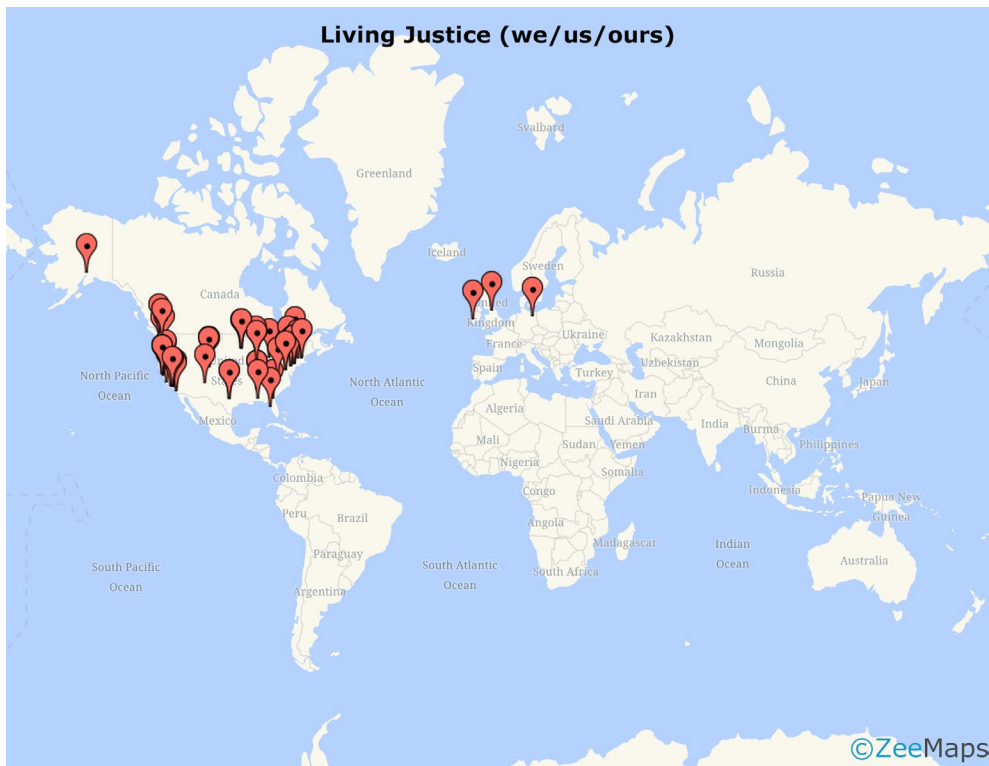 Living Justice (we/us/ours)
Svalbard
Greenland
Iceland
Sweden
Russia
Canada
Kingdom
Ukraine
Kazakhstan
Mongolia
France
Uzbekistan
North Pacific
Ocean
North Atlantic
Ocean
Spain
Turkey
China
Japan
States
Iran
Mexico
Algeria
Saudi Arabia
India
Burma
Mali
Sudan
Yemen
Philippines
Nigeria
Somalia
Colombia
Congo
Indonesia
Papua New
Guinea
Peru
Brazil
Angola
Madagascar
Indian
Ocean
Paraguay
Australia
South Pacific
Ocean
South Atlantic
Ocean
South Africa
Argentina
©ZeeMaps